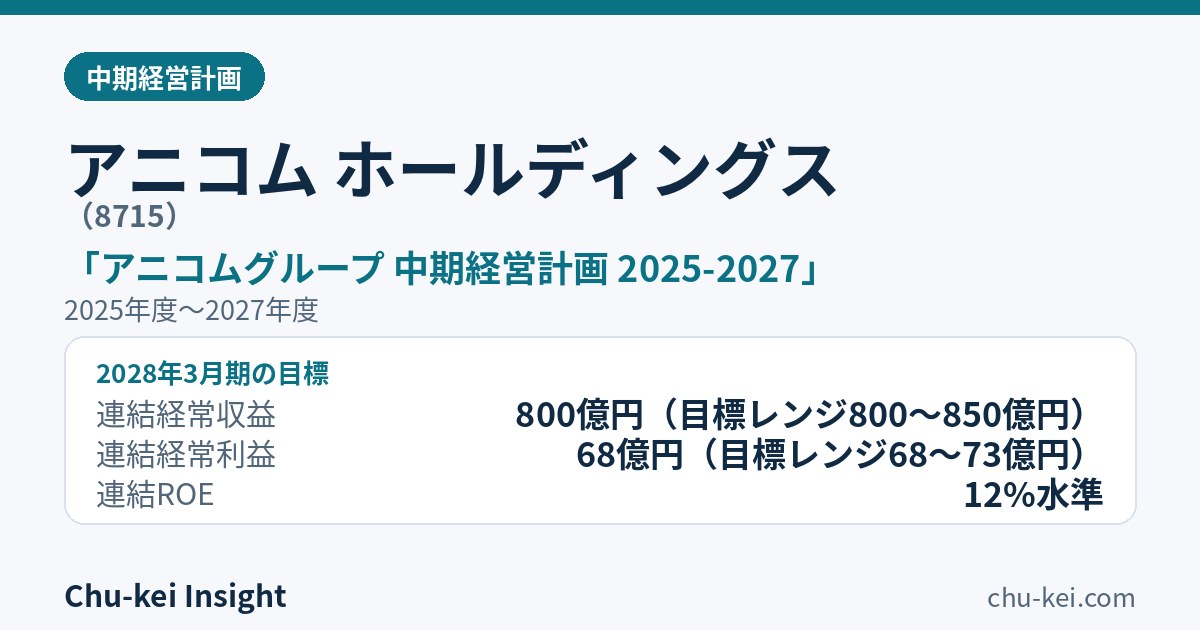 中期経営計画
アニコム ホールディングス
（8715）
「アニコムグループ 中期経営計画 2025-2027」
2025年度～2027年度
2028年3月期の目標
連結経常収益 800億円（目標レンジ800～850億円）
連結経常利益 68億円（目標レンジ68～73億円）
連結ROE 12%水準
Chu-kei Insight chu-kei.com